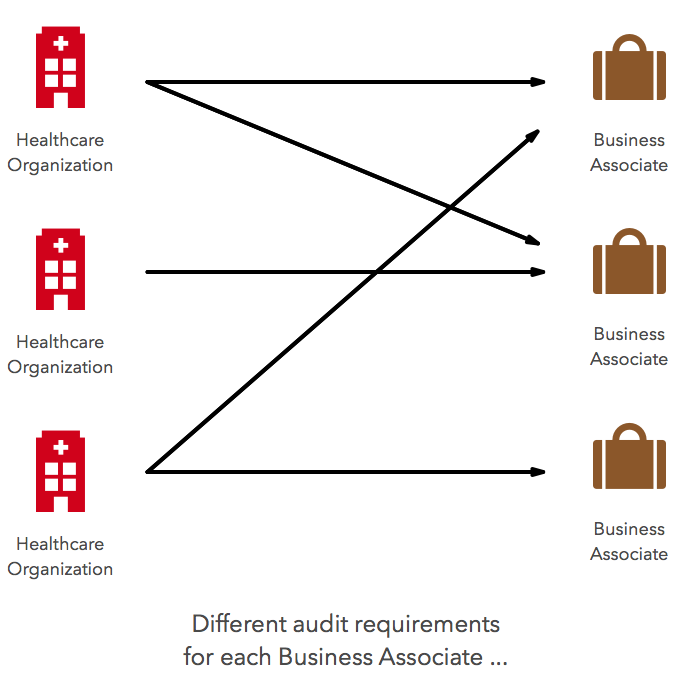 Healthcare
Organization
Business
Associate
Healthcare
Organization
Business
Associate
Healthcare
Organization
Business
Associate
Different audit requirements
for each Business Associate ...